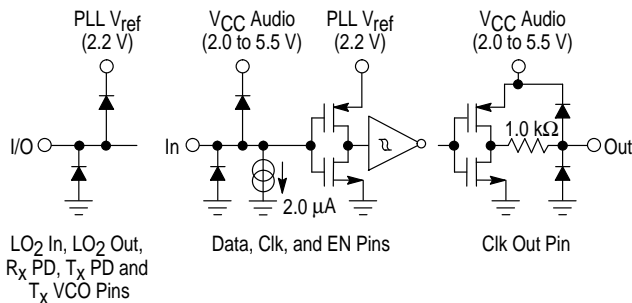 PLL Vref
(2.2 V)
I/O
LO2 In, LO2 Out,
Rx PD, Tx PD and
Tx VCO Pins
VCC Audio
(2.0 to 5.5 V)
PLL Vref
(2.2 V)
In
2.0 µA
Data, Clk, and EN Pins
VCC Audio
(2.0 to 5.5 V)
1.0 kΩ
Out
Clk Out Pin